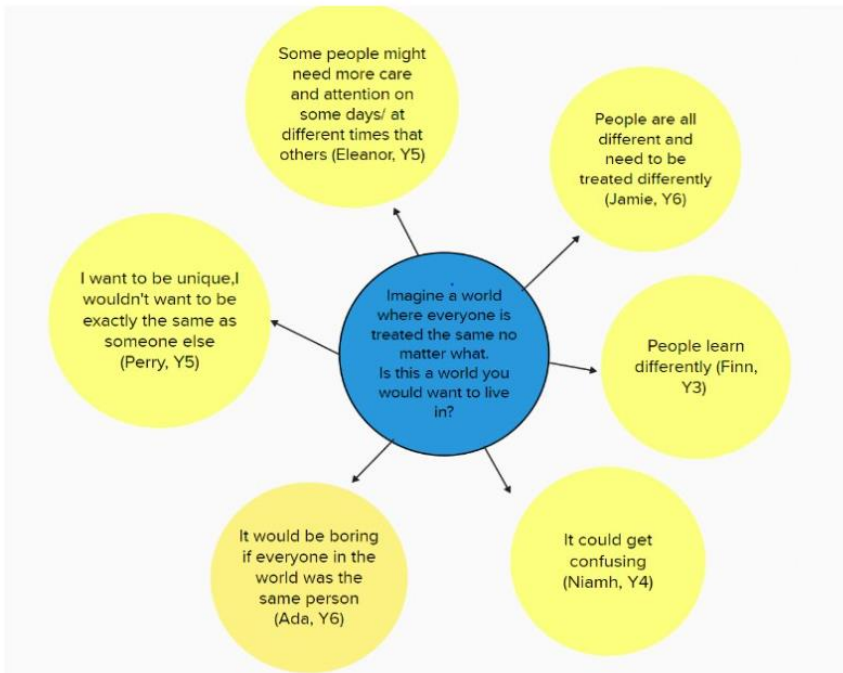 Some people might
need more care
and attention on
some days/ at
different times that
others (Eleanor, Y5)
People are all
different and
need to be
treated differently
(Jamie, Y6)
I want to be unique,I
wouldn't want to be
exactly the same as
someone else
(Perry, Y5)
Imagine a world
where everyone is
treated the same no
matter what.
Is this a world you
would want to live
in?
People learn
differently (Finn,
Y3)
It would be boring
if everyone in the
world was the
same person
(Ada, Y6)
It could get
confusing
(Niamh, Y4)